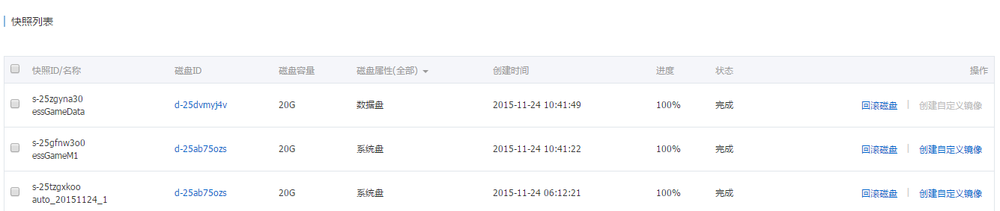 快照列表
快照ID/名称 磁盘ID 磁盘容量 磁盘属性(全部) 创建时间 进度 状态 操作
s-25zgyna30
essGameData
d-25dvmyj4v 20G 数据盘 2015-11-24 10:41:49 100% 完成 回滚磁盘 | 创建自定义镜像
s-25gfnw3o0
essGameM1
d-25ab75ozs 20G 系统盘 2015-11-24 10:41:22 100% 完成 回滚磁盘 | 创建自定义镜像
s-25tzgxkoo
auto_20151124_1
d-25ab75ozs 20G 系统盘 2015-11-24 06:12:21 100% 完成 回滚磁盘 | 创建自定义镜像